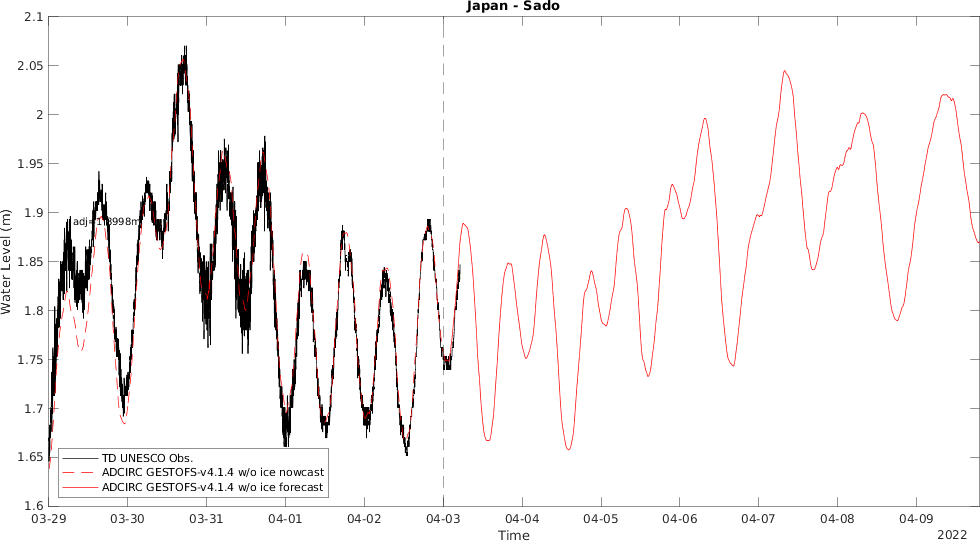 Japan - Sado
2.1
2.05
2
1.95
1.9
1.85
1.8
1.75
1.7
1.65
1.6
Water Level (m)
adj=1.8998m
TD UNESCO Obs.
ADCIRC GESTOFS-v4.1.4 w/o ice nowcast
ADCIRC GESTOFS-v4.1.4 w/o ice forecast
03-29 03-30 03-31 04-01 04-02 04-03 04-04 04-05 04-06 04-07 04-08 04-09
Time
2022